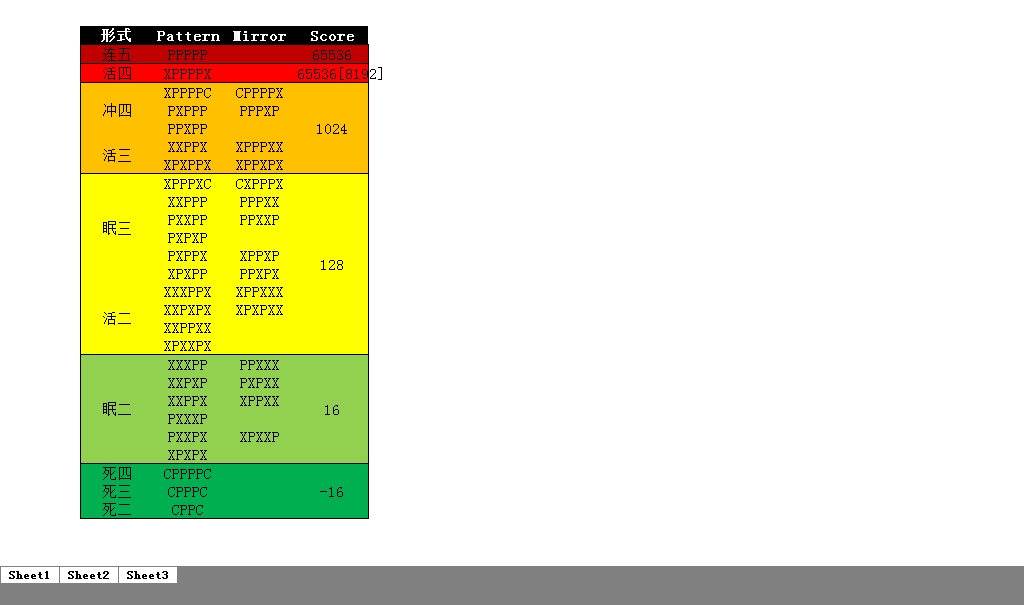 形式 Pattern Mirror Score
连五 PPPPP 65536
活四 XPPPPX 65536[8192]
XPPPPC CPPPPX
冲四 PXPPP PPPXP
PPXPP 1024
XXPPX XPPPXX
活三
XPXPPX XPPXPX
XPPPXC CXPPPX
XXPPP PPPXX
PXXPP PPXXP
眠三
PXPXP
PXPPX XPPXP
128
XPXPP PPXPX
XXXPPX XPPXXX
XXPXPX XPXPXX
活二
XXPPXX
XPXXPX
XXXPP PPXXX
XXPXP PXPXX
XXPPX XPPXX
眠二 16
PXXXP
PXXPX XPXXP
XPXPX
死四 CPPPPC
死三 CPPPC -16
死二 CPPC
Sheet1 Sheet2 Sheet3